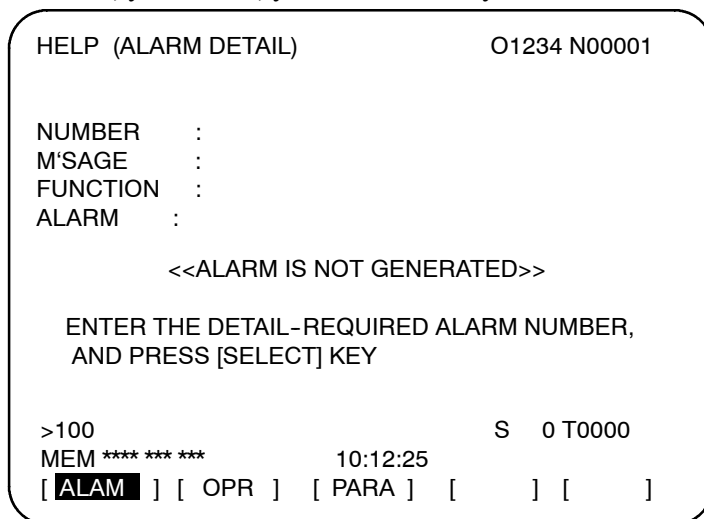 HELP (ALARM DETAIL) O1234 N00001
NUMBER :
M‘SAGE :
FUNCTION :
ALARM :
<<ALARM IS NOT GENERATED>>
ENTER THE DETAIL-REQUIRED ALARM NUMBER,
AND PRESS [SELECT] KEY
>100 S 0 T0000
MEM **** *** *** 10:12:25
[ ALAM ] [ OPR ] [ PARA ] [ ] [ ]